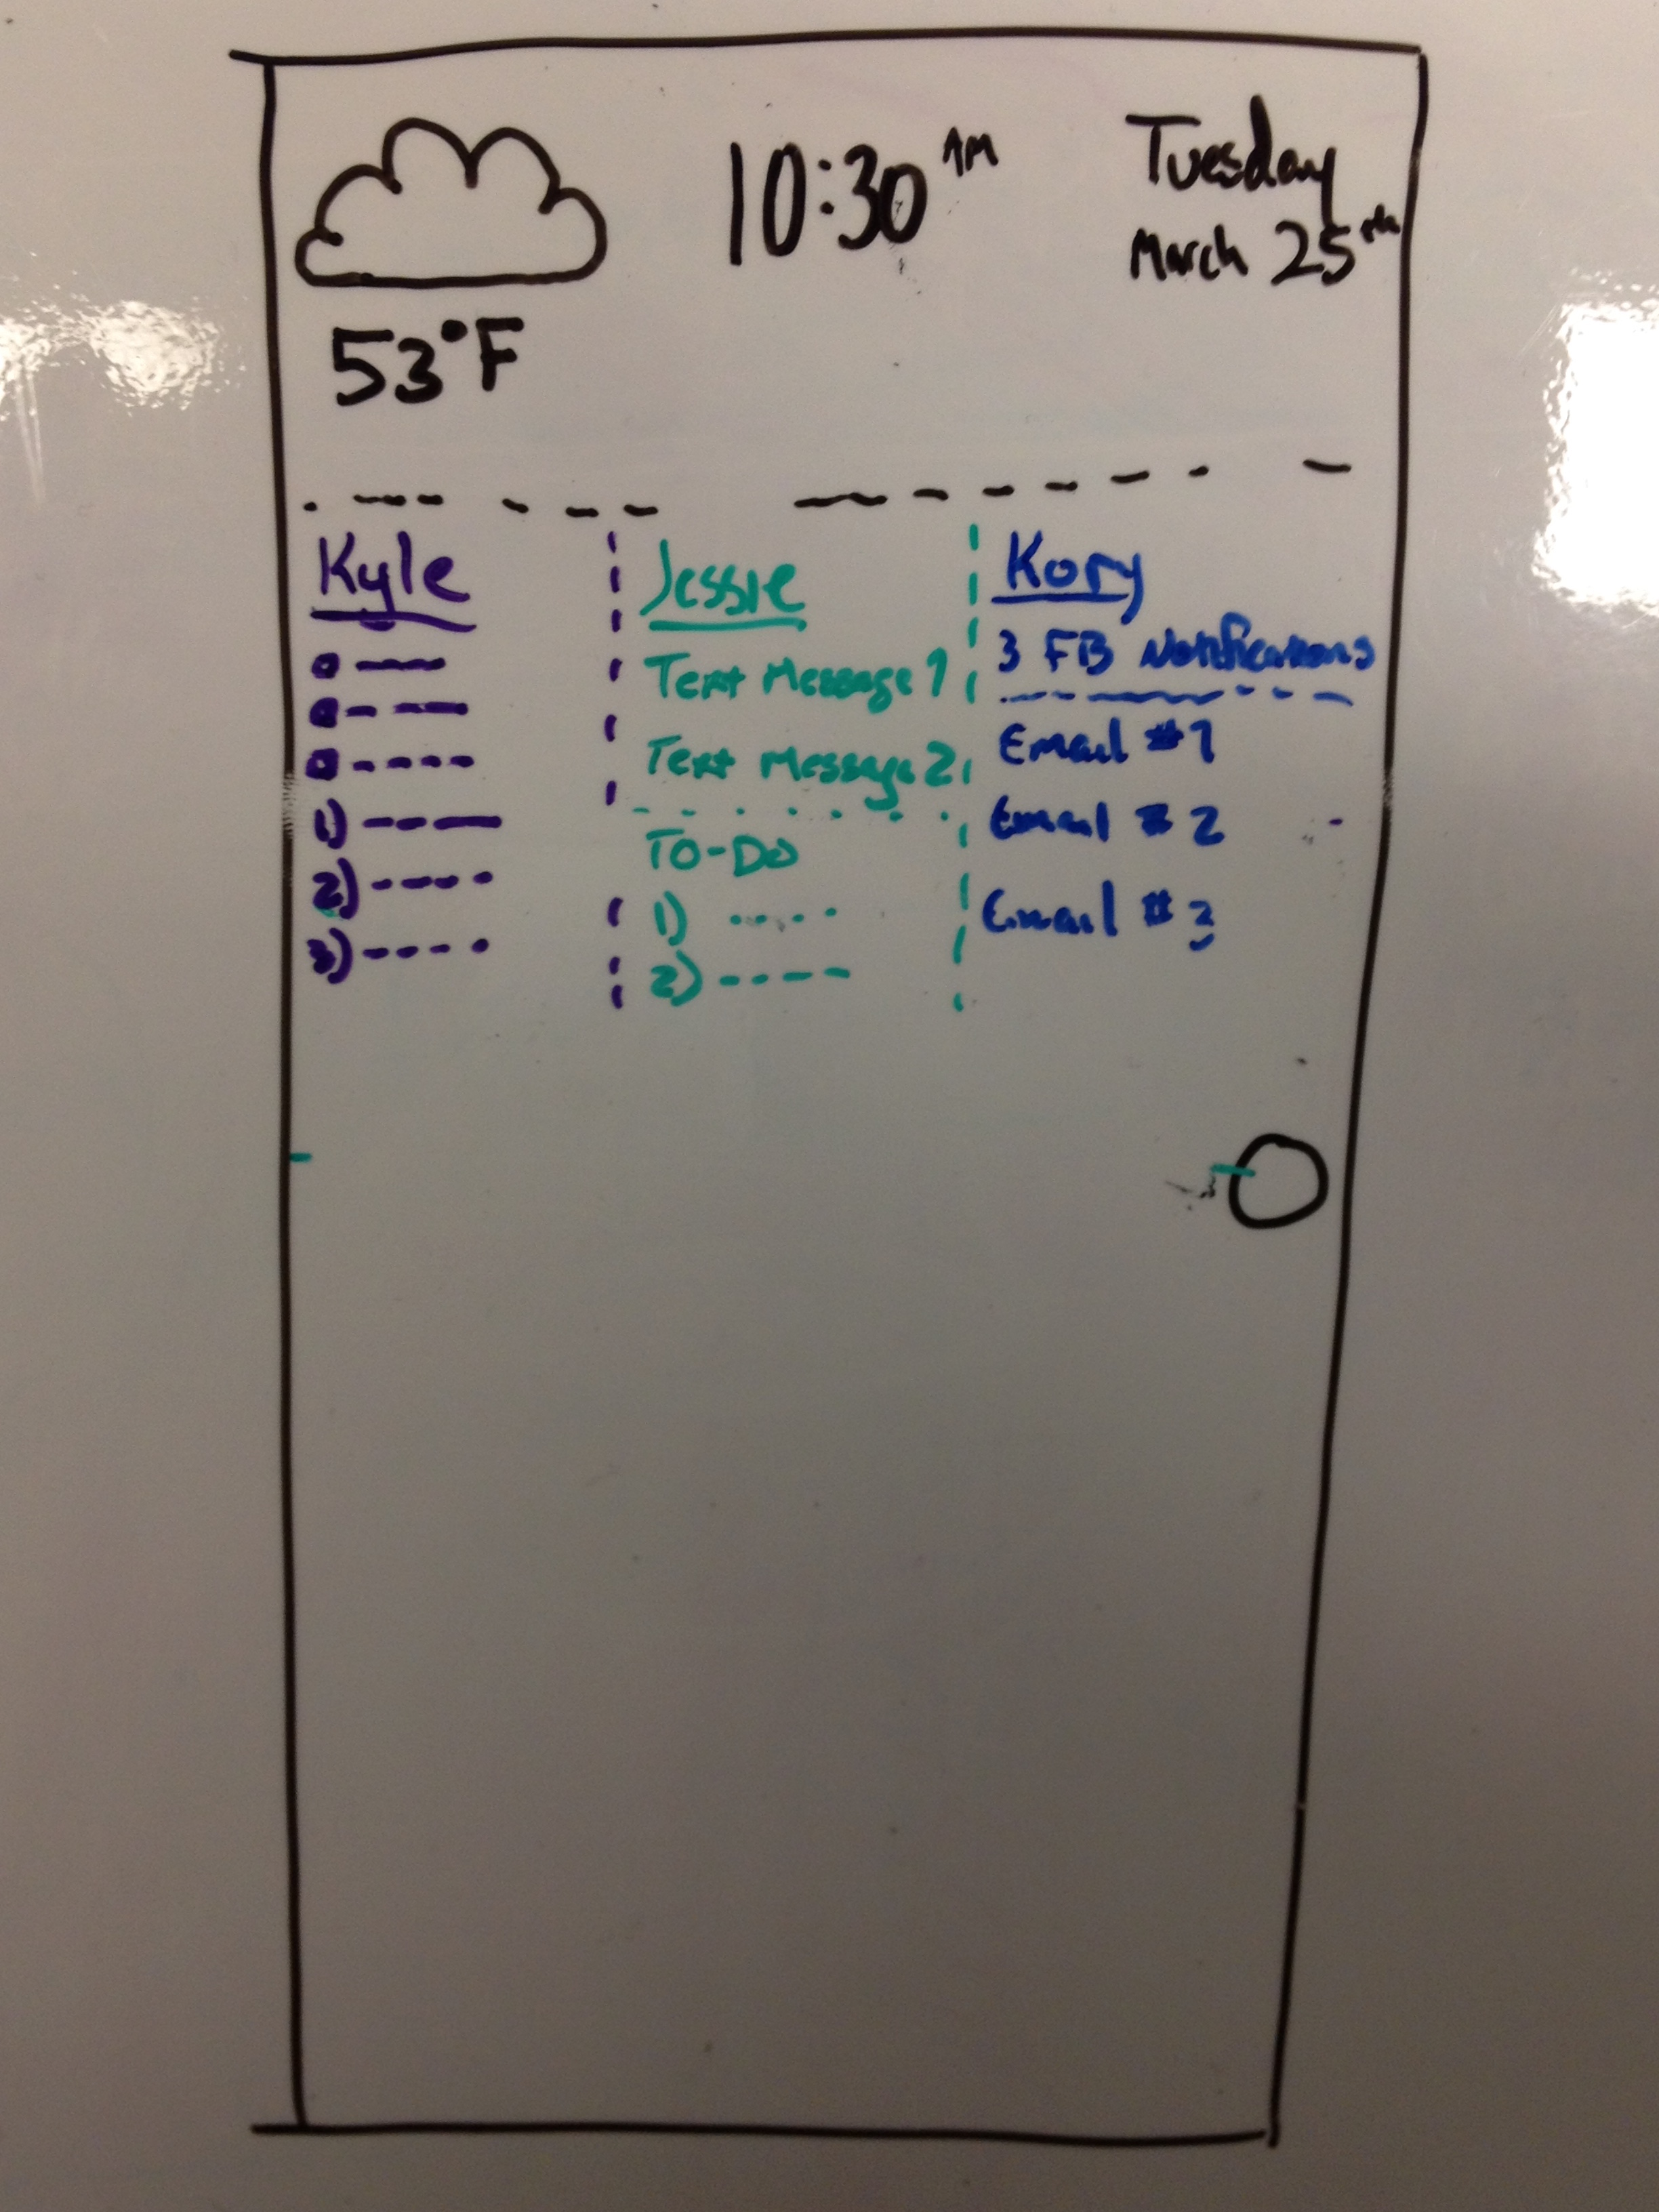 10:30 AM
Tuesday
March 25th
53°F
Kyle
1)
2)
3)
Jessie
Text Message 1
Text Message 2
TO-DO
1)
2)
Kory
3 FB Notifications
Email #1
Email #2
Email #3